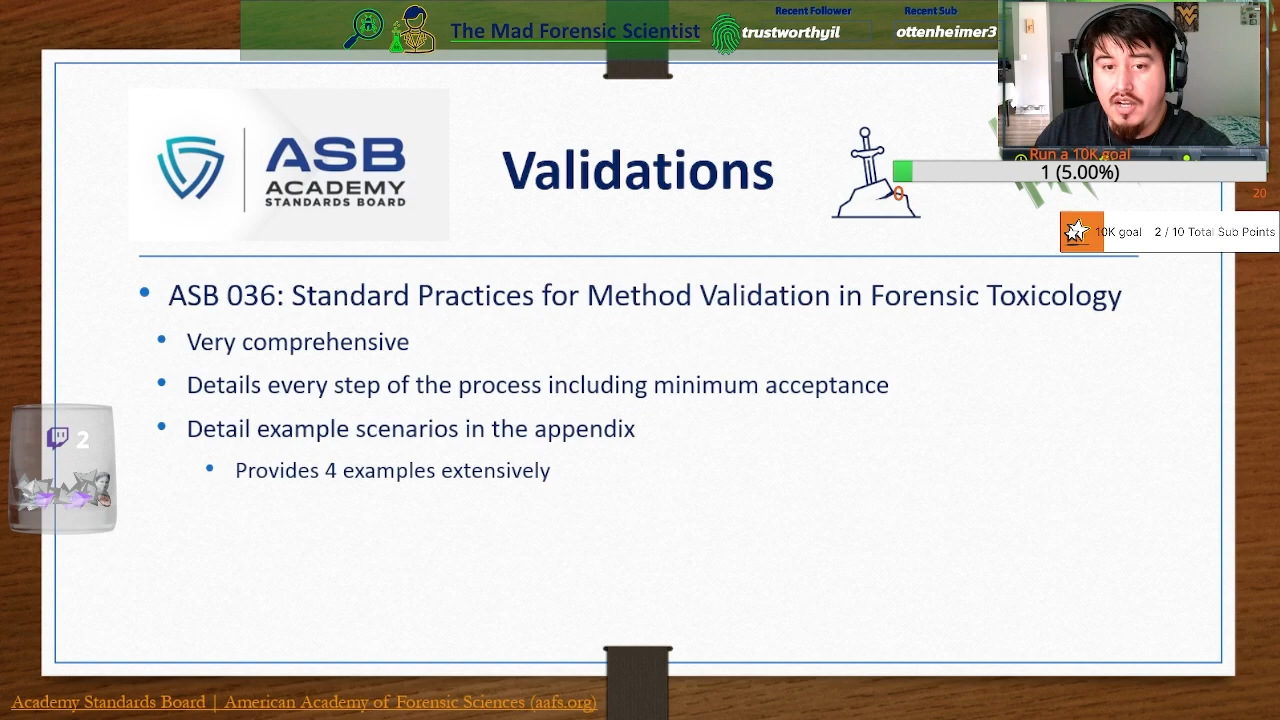 The Mad Forensic Scientist
Recent Follower
trustworthyil
Recent Sub
ottenheimer3
ASB
ACADEMY
STANDARDS BOARD
Validations
Run a 10K goal
1 (5.00%)
0
20
10K goal 2 / 10 Total Sub Points
• ASB 036: Standard Practices for Method Validation in Forensic Toxicology
• Very comprehensive
• Details every step of the process including minimum acceptance
• Detail example scenarios in the appendix
• Provides 4 examples extensively
2
Academy Standards Board | American Academy of Forensic Sciences (aafs.org)